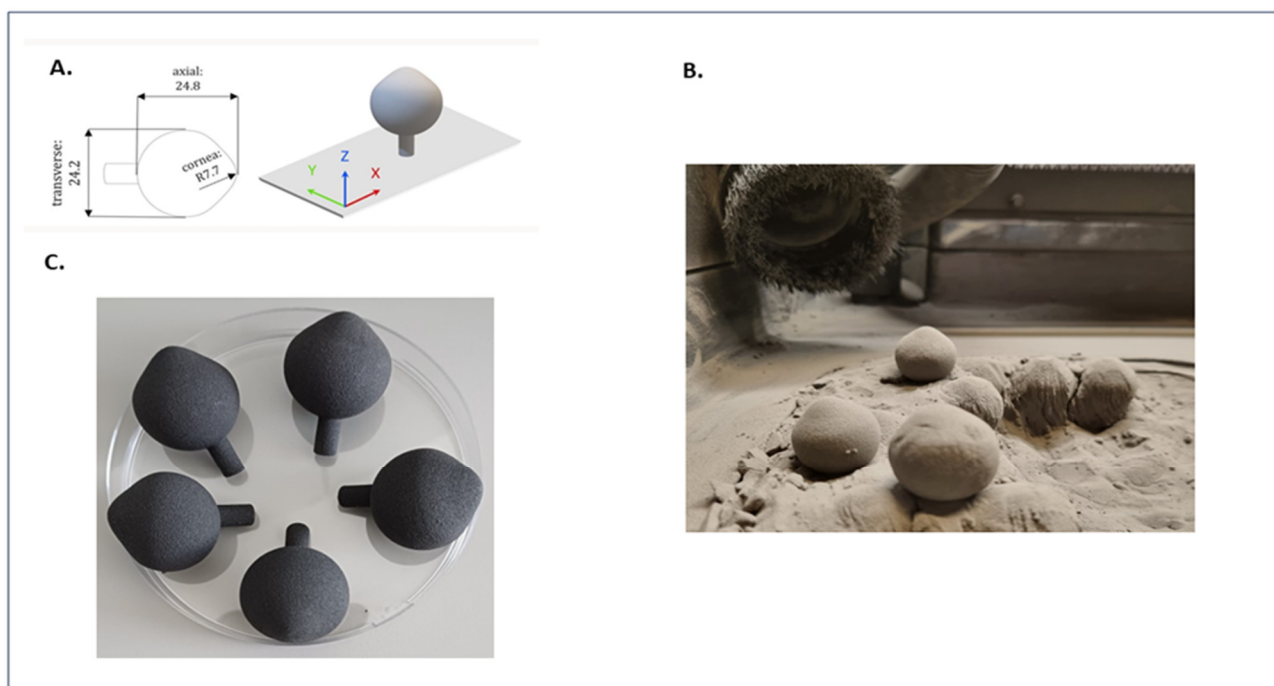 A.
axial:
24.8
transverse:
24.2
cornea:
R7.7
Z
Y
X
B.
C.